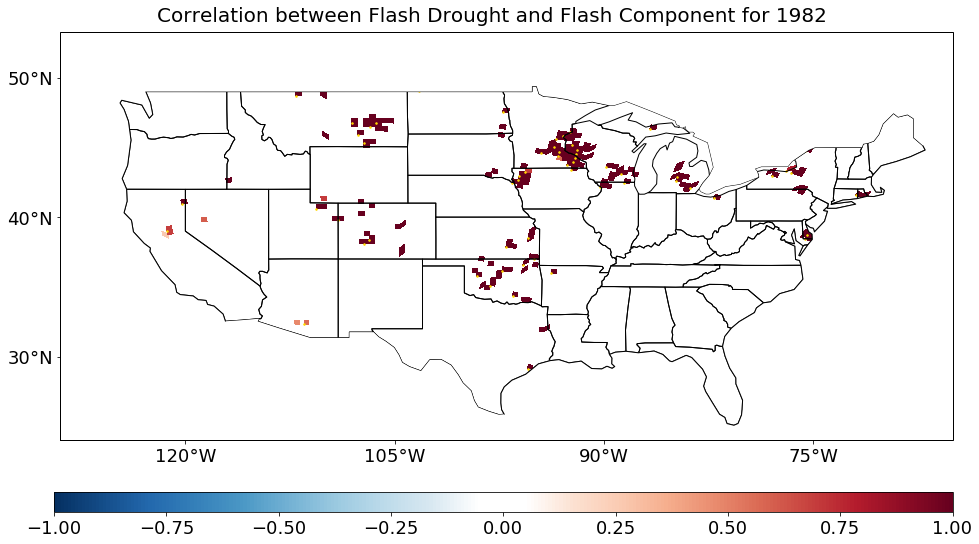 Correlation between Flash Drought and Flash Component for 1982
50°N
40°N
30°N
120°W 105°W 90°W 75°W
−1.00 −0.75 −0.50 −0.25 0.00 0.25 0.50 0.75 1.00